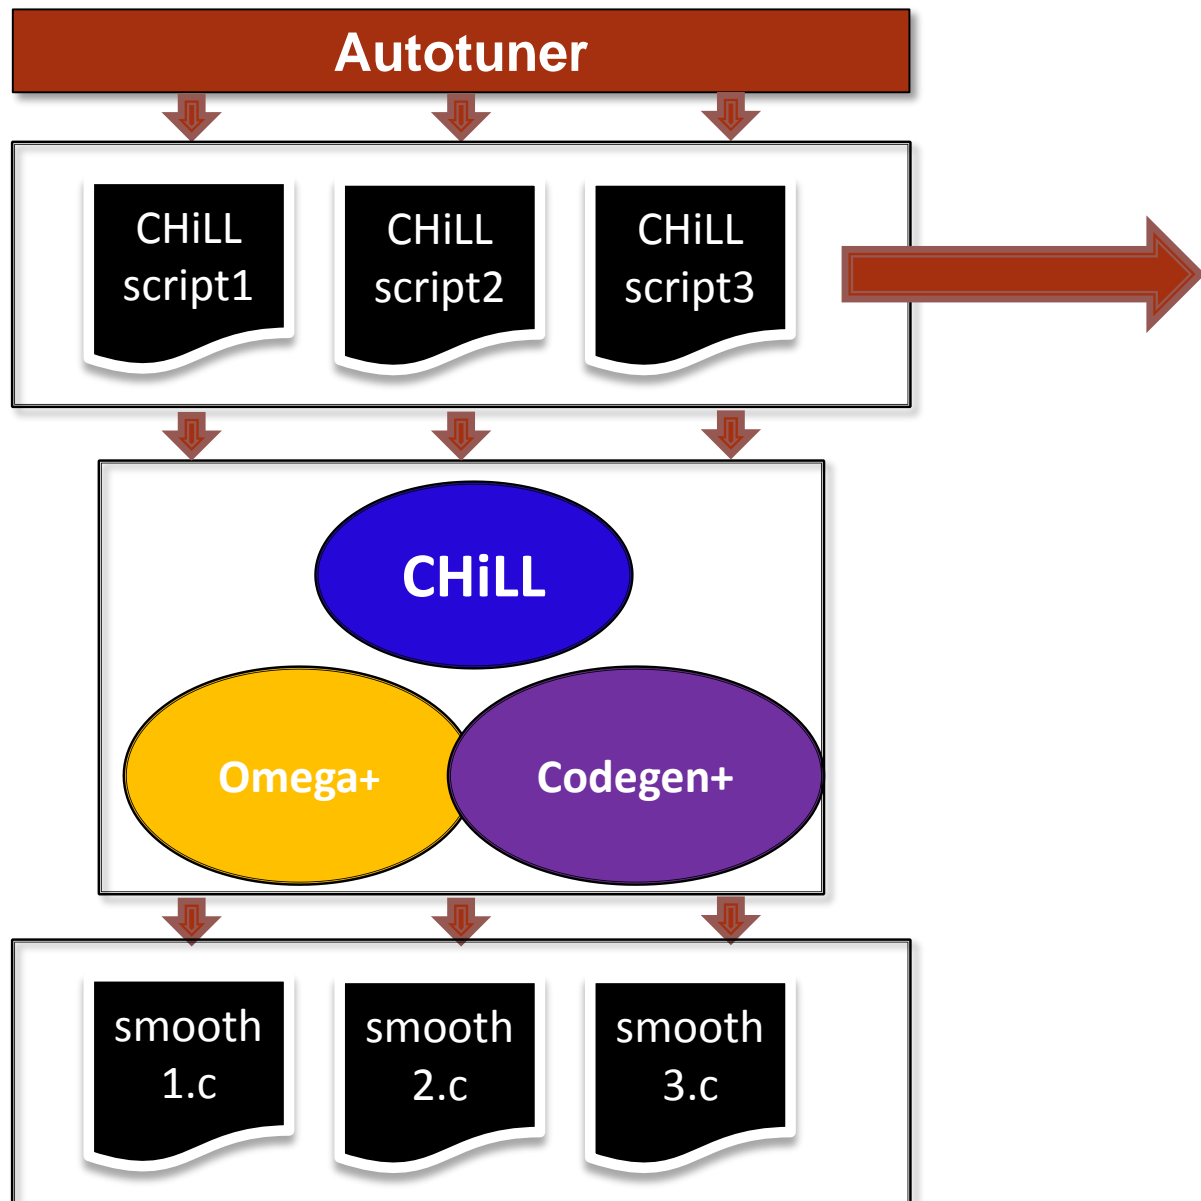 Autotuner
CHiLL
script1
CHiLL
script2
CHiLL
script3
CHiLL
Omega+
Codegen+
smooth
1.c
smooth
2.c
smooth
3.c